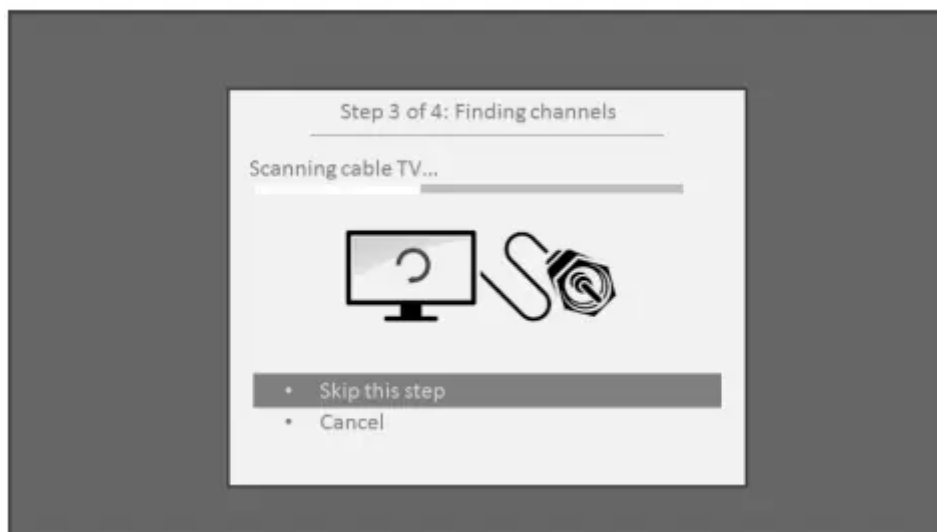 Step 3 of 4: Finding channels
Scanning cable TV...
• Skip this step
• Cancel